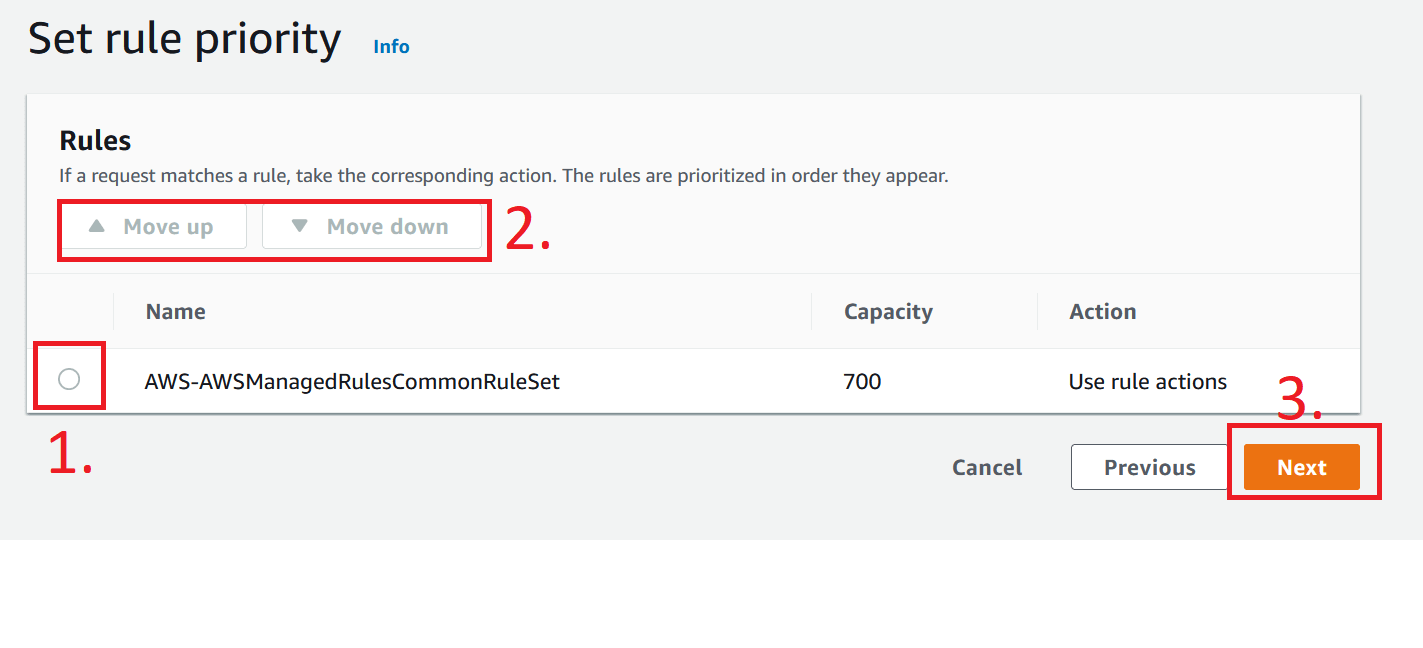 Set rule priority Info
Rules
If a request matches a rule, take the corresponding action. The rules are prioritized in order they appear.
Move up Move down 2.
Name Capacity Action
AWS-AWSManagedRulesCommonRuleSet 700 Use rule actions
3.
1.
Cancel Previous Next